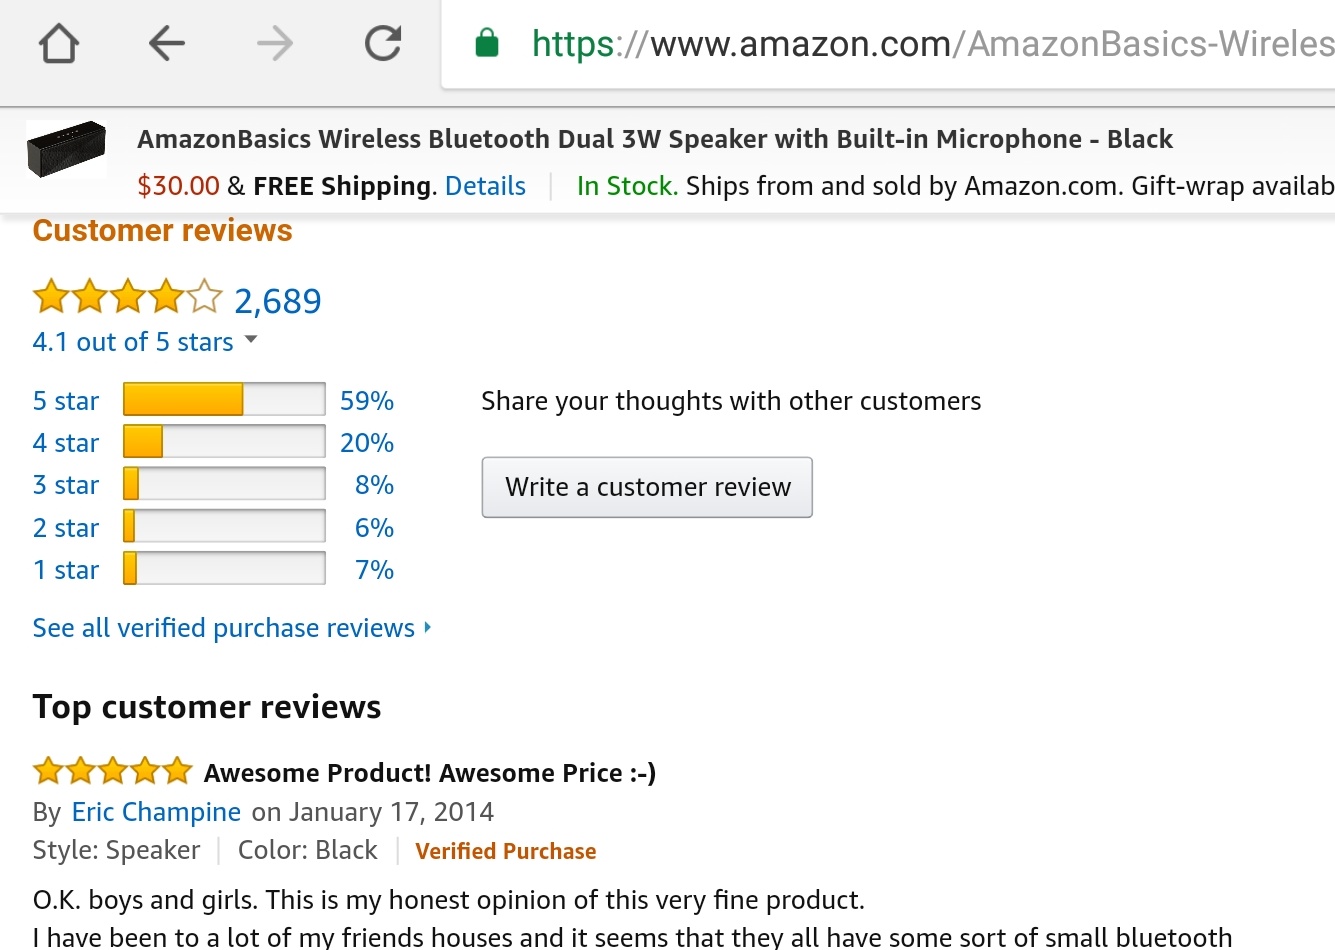 https://www.amazon.com/AmazonBasics-Wireles
AmazonBasics Wireless Bluetooth Dual 3W Speaker with Built-in Microphone - Black
$30.00 & FREE Shipping. Details | In Stock. Ships from and sold by Amazon.com. Gift-wrap availab
Customer reviews
2,689
4.1 out of 5 stars
5 star 59%
Share your thoughts with other customers
4 star 20%
3 star 8%
Write a customer review
2 star 6%
1 star 7%
See all verified purchase reviews
Top customer reviews
Awesome Product! Awesome Price :-)
By Eric Champine on January 17, 2014
Style: Speaker | Color: Black | Verified Purchase
O.K. boys and girls. This is my honest opinion of this very fine product.
I have been to a lot of my friends houses and it seems that they all have some sort of small bluetooth